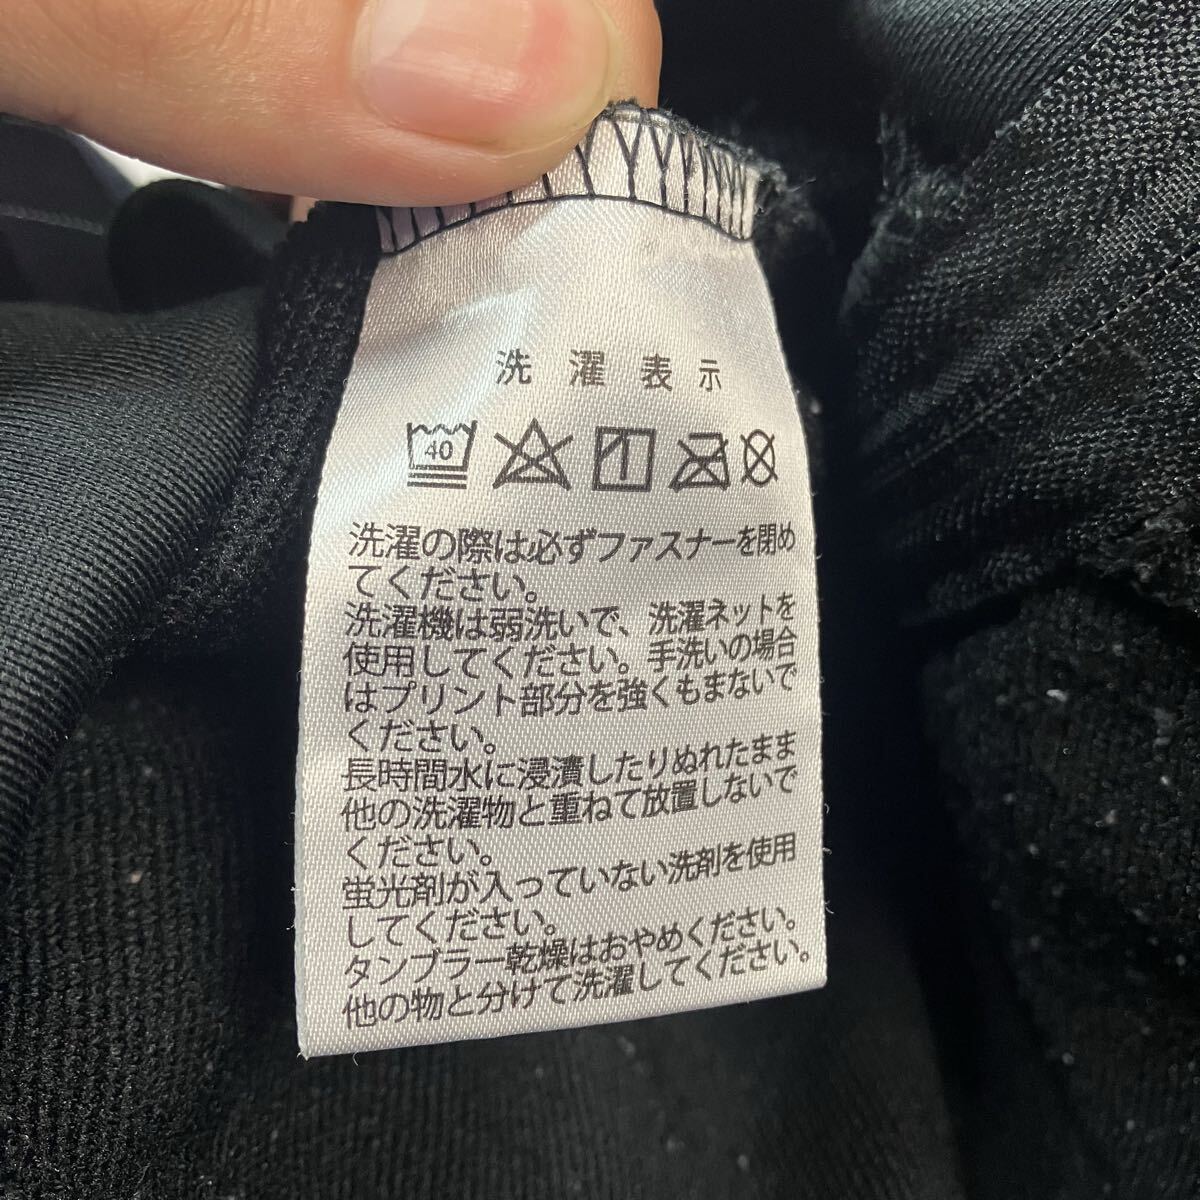 洗濯表示
40
洗濯の際は必ずファスナーを閉め
てください。
洗濯機は弱洗いで、洗濯ネットを
使用してください。手洗いの場合
はプリント部分を強くもまないで
ください。
長時間水に浸漬したりぬれたまま
他の洗濯物と重ねて放置しないで
ください。
蛍光剤が入っていない洗剤を使用
してください。
タンブラー乾燥はおやめください。
他の物と分けて洗濯してください。